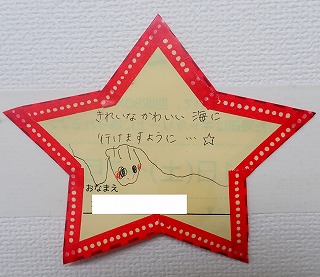 きれいなかわいい海に
行けますように…☆
おなまえ